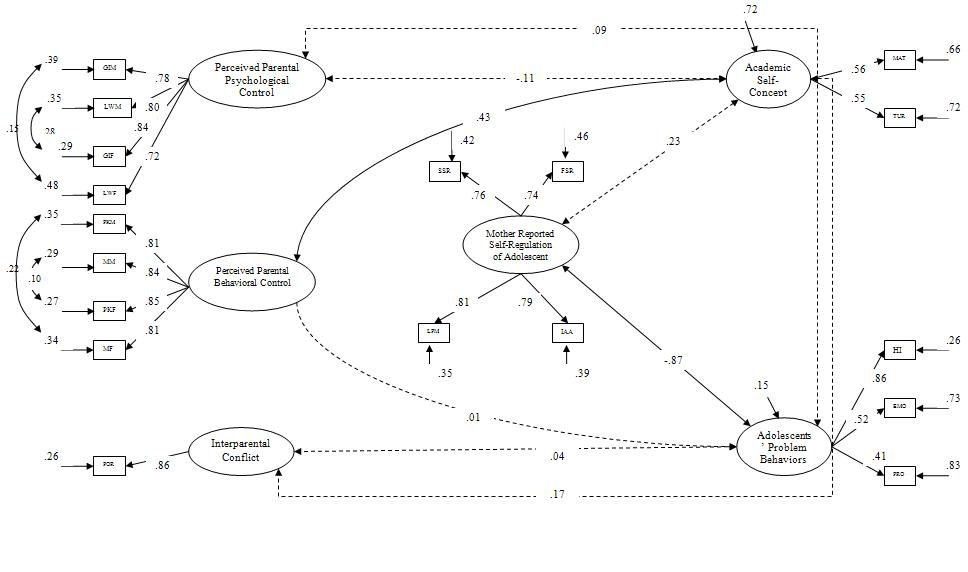 .72
.09
.39
GIM
.78
Perceived Parental
Psychological
Control
-.11
Academic
Self-
Concept
.56
MAT
.66
.35
LWM
.80
.55
TUR
.72
.15
.28
.84
.29
GIF
.72
.43
.42
.46
.23
.48
LWF
SSR
FSR
.76
.74
.35
PKM
.81
Mother Reported
Self-Regulation
of Adolescent
.29
MM
.84
.22
.10
Perceived Parental
Behavioral Control
.27
PKF
.85
.81
.79
.34
MF
.81
LPM
IAA
.35
.39
-.87
HI
.26
.86
.15
.01
EMO
.73
.52
Interparental
Conflict
Adolescents
' Problem
Behaviors
.26
POR
.86
.04
.41
PRO
.83
.17